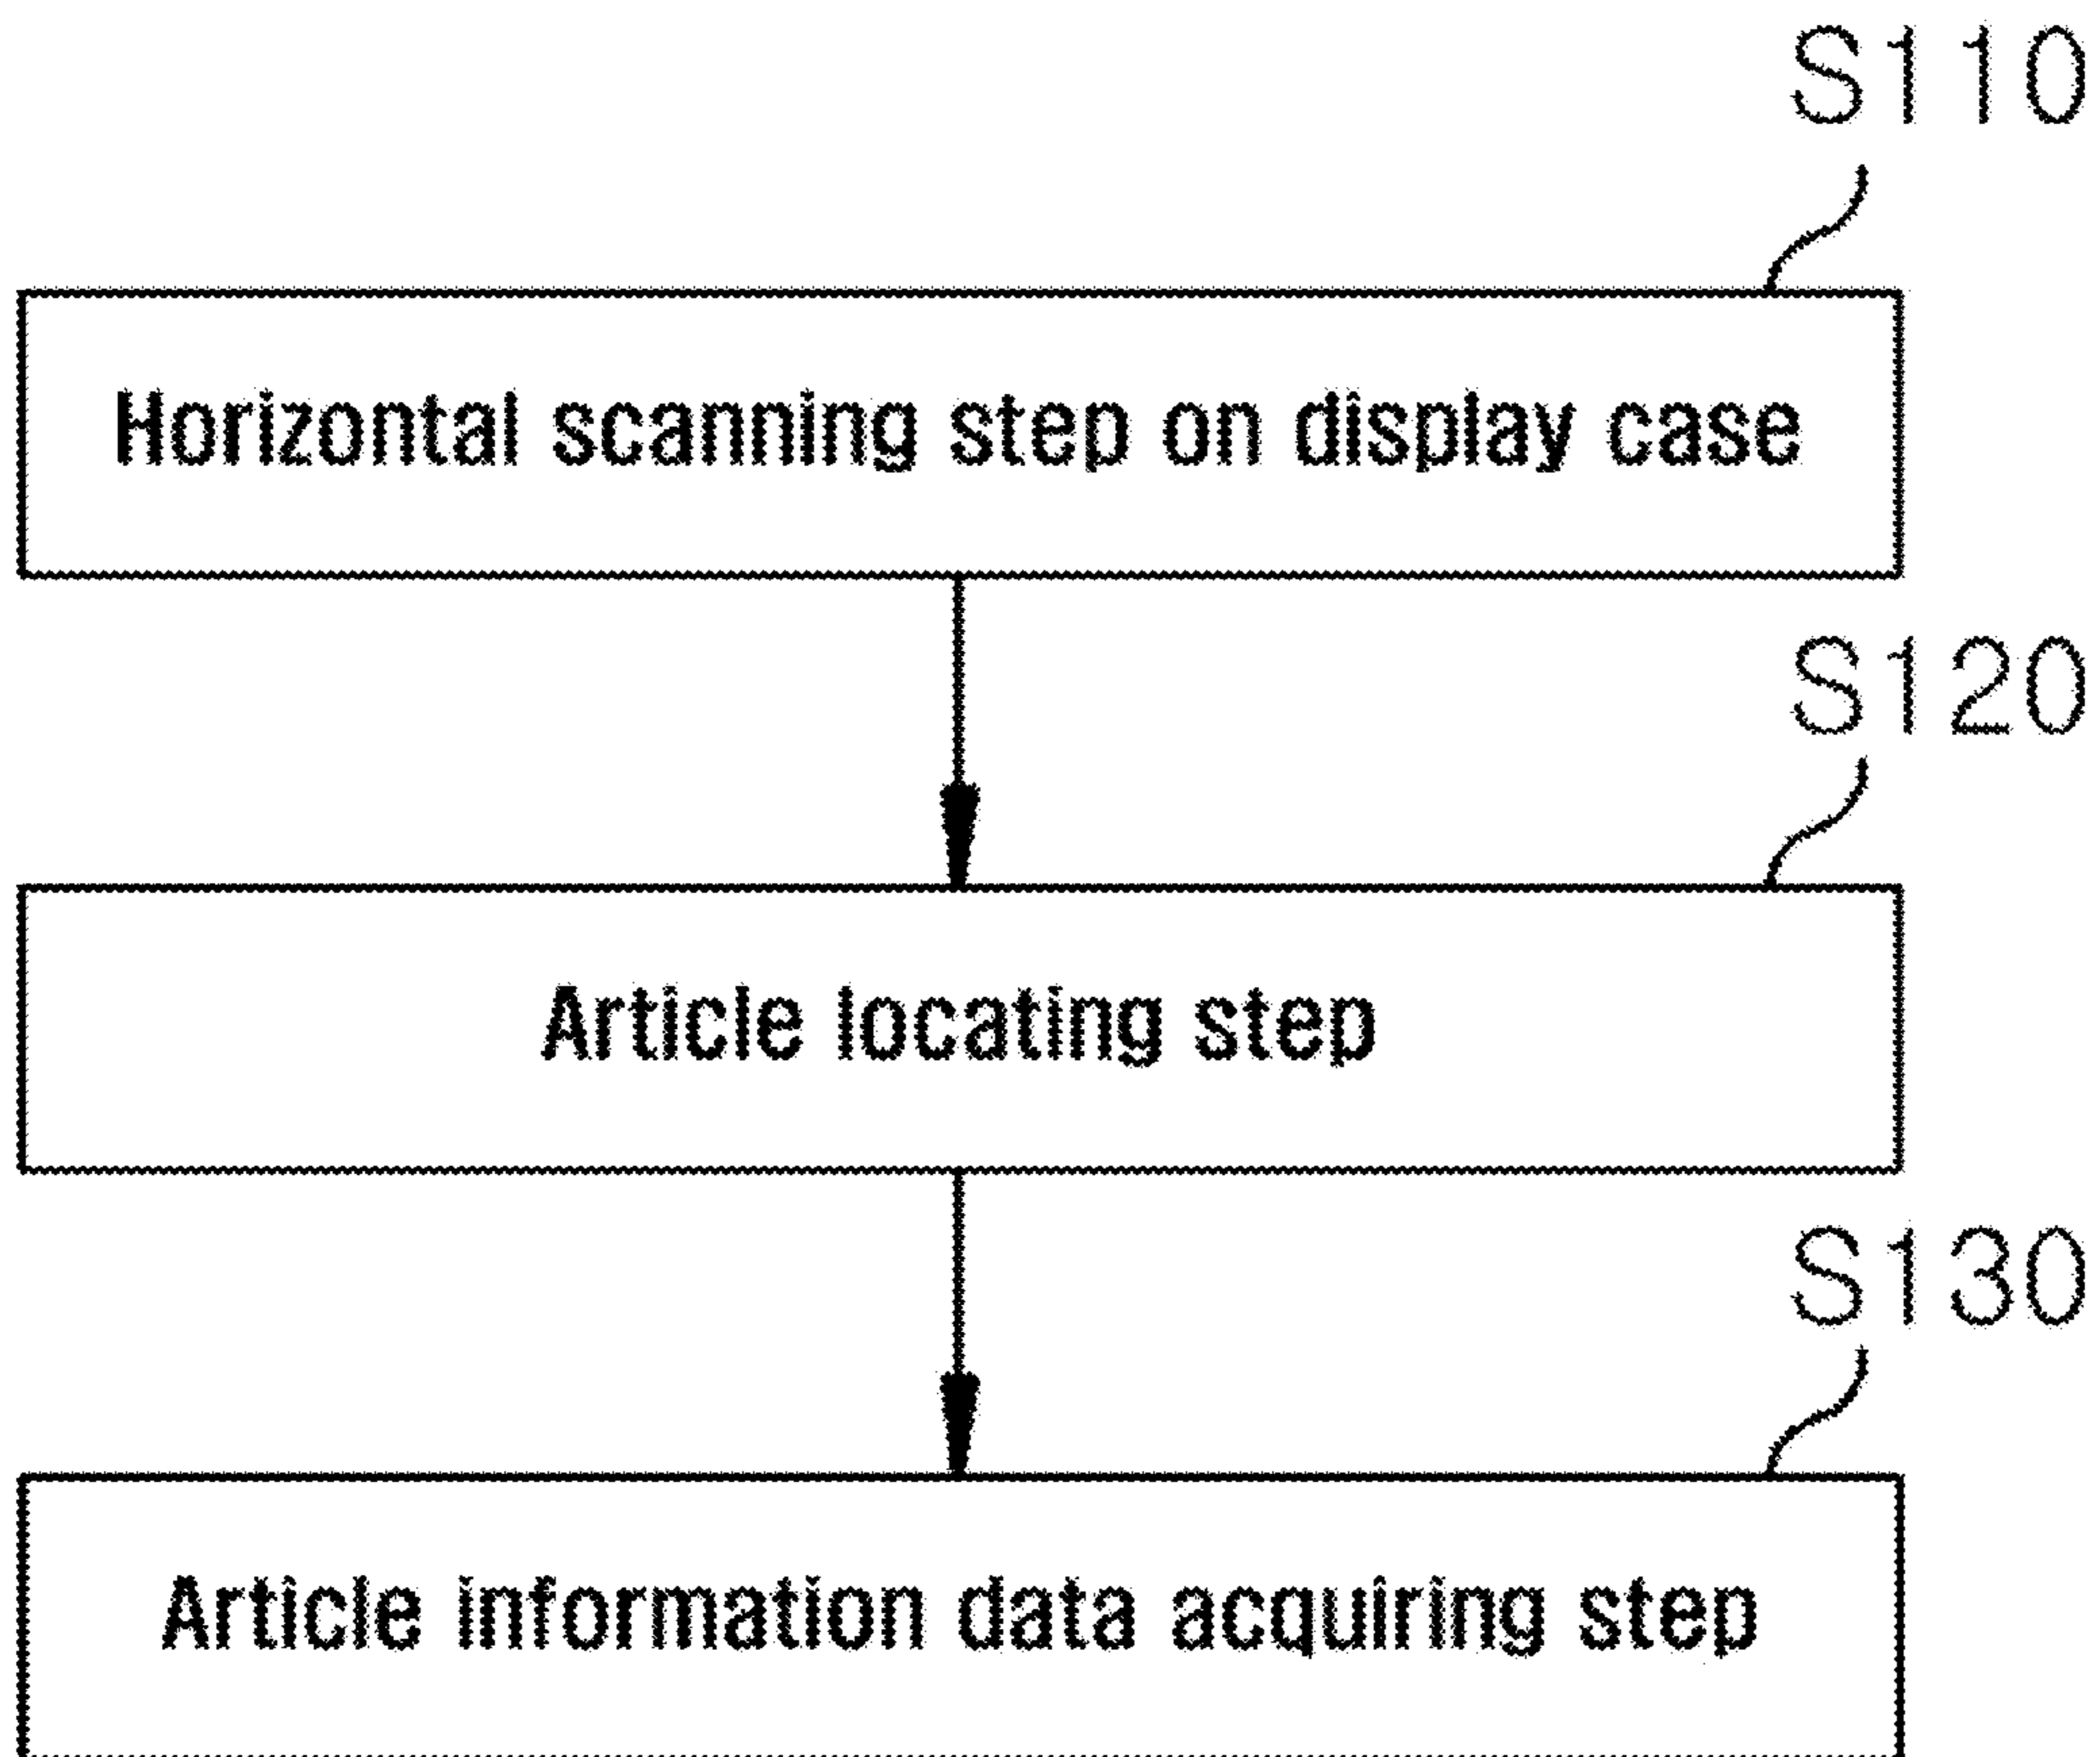 S110
Horizontal scanning step on display case
S120
Article locating step
S130
Article information data acquiring step